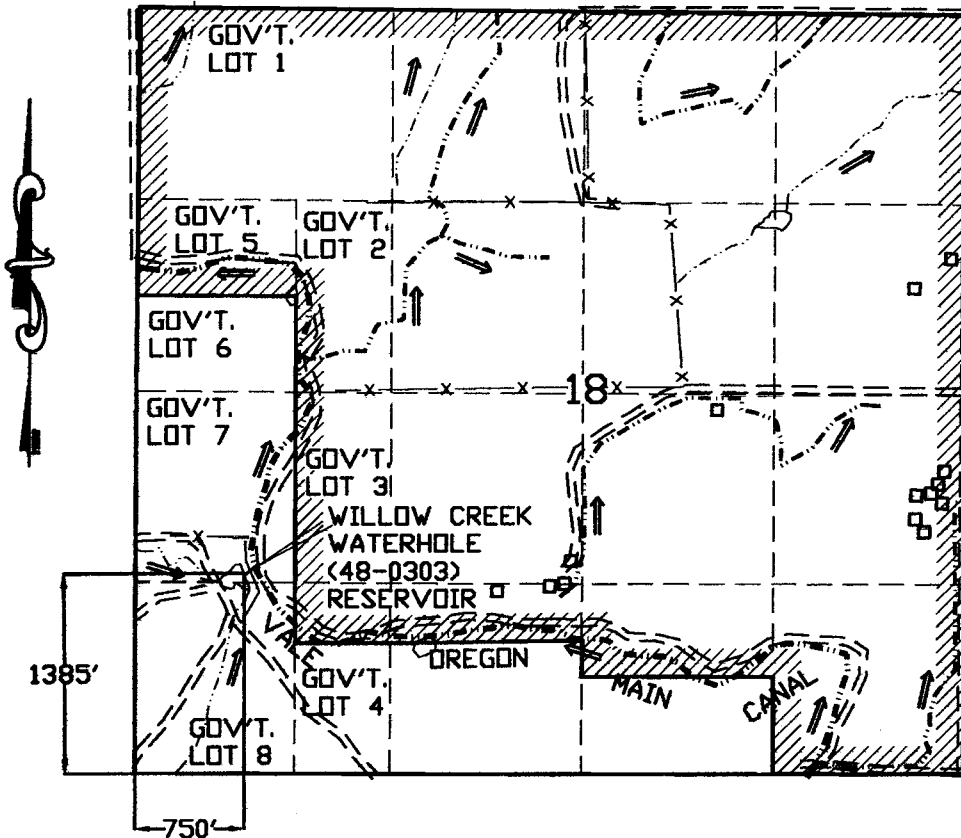 GOV'T.
LOT 1
GOV'T.
LOT 5
GOV'T.
LOT 2
GOV'T.
LOT 6
18
GOV'T.
LOT 7
GOV'T.
LOT 3
WILLOW CREEK
WATERHOLE
(48-0303)
RESERVOIR
VALE
OREGON
MAIN
CANAL
1385'
GOV'T.
LOT 4
GOV'T.
LOT 8
750'